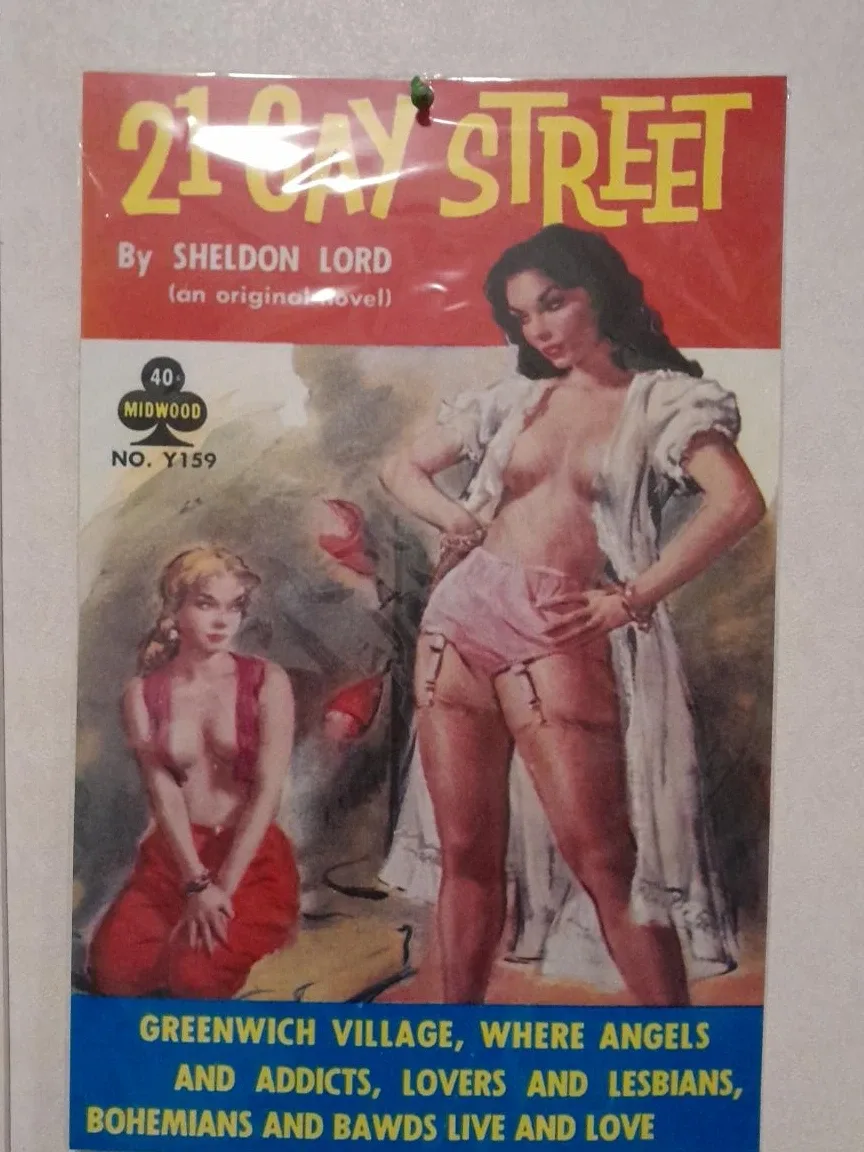 21 GAY STREET
By SHELDON LORD
(an original novel)
40¢
MIDWOOD
NO. Y159
GREENWICH VILLAGE, WHERE ANGELS
AND ADDICTS, LOVERS AND LESBIANS,
BOHEMIANS AND BAWDS LIVE AND LOVE